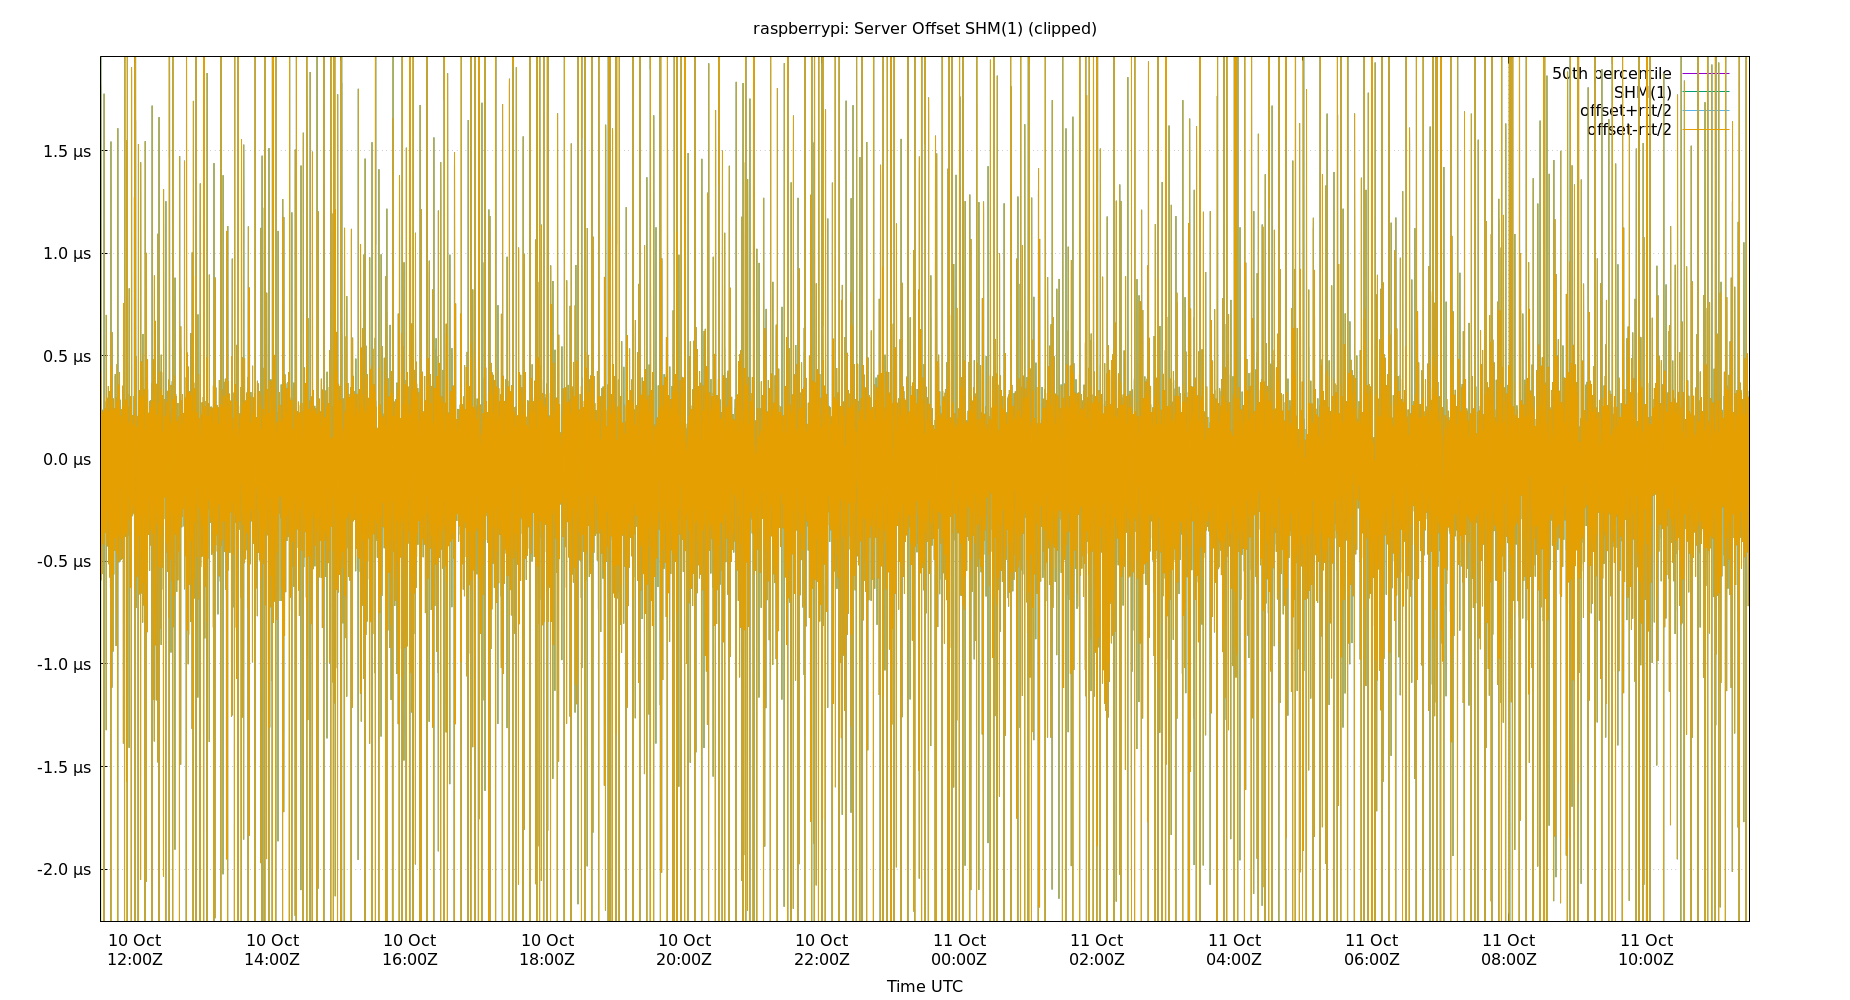 raspberrypi: Server Offset SHM(1) (clipped)
50th percentile
SHM(1)
offset+rtt/2
offset-rtt/2
1.5 µs
1.0 µs
0.5 µs
0.0 µs
-0.5 µs
-1.0 µs
-1.5 µs
-2.0 µs
10 Oct 10 Oct 10 Oct 10 Oct 10 Oct 10 Oct 11 Oct 11 Oct 11 Oct 11 Oct 11 Oct 11 Oct
12:00Z 14:00Z 16:00Z 18:00Z 20:00Z 22:00Z 00:00Z 02:00Z 04:00Z 06:00Z 08:00Z 10:00Z
Time UTC